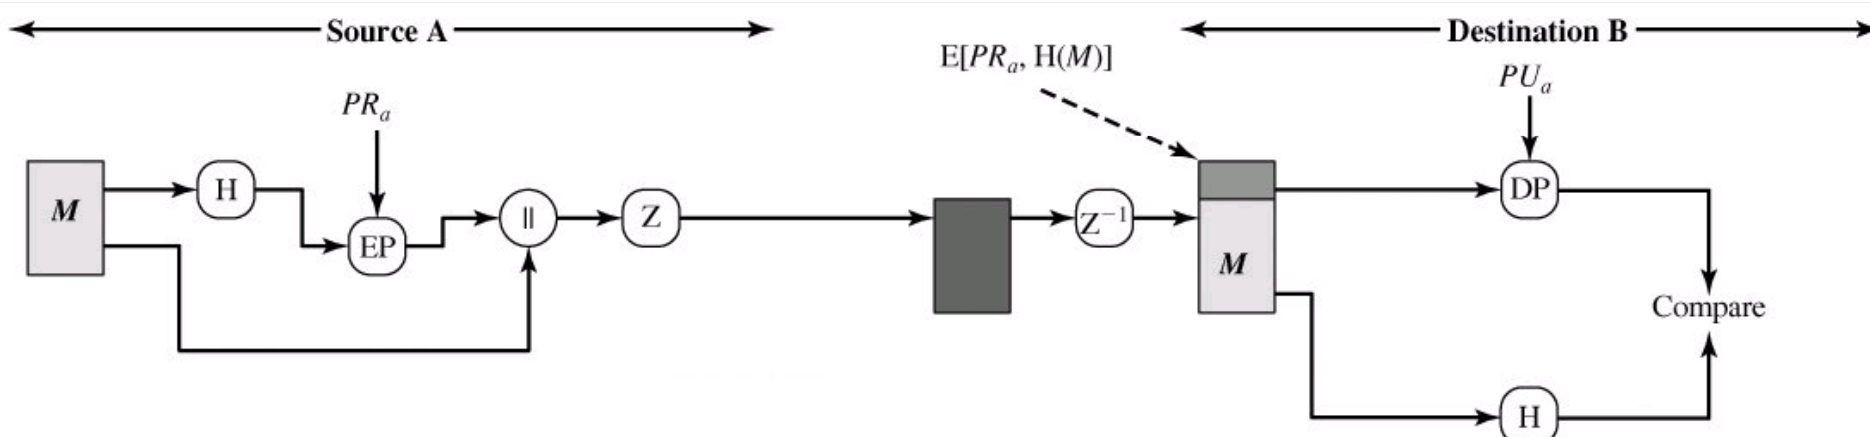 Source A
Destination B
E[PRₐ, H(M)]
PUₐ
PRₐ
M
H
EP
||
Z
Z⁻¹
M
DP
Compare
H